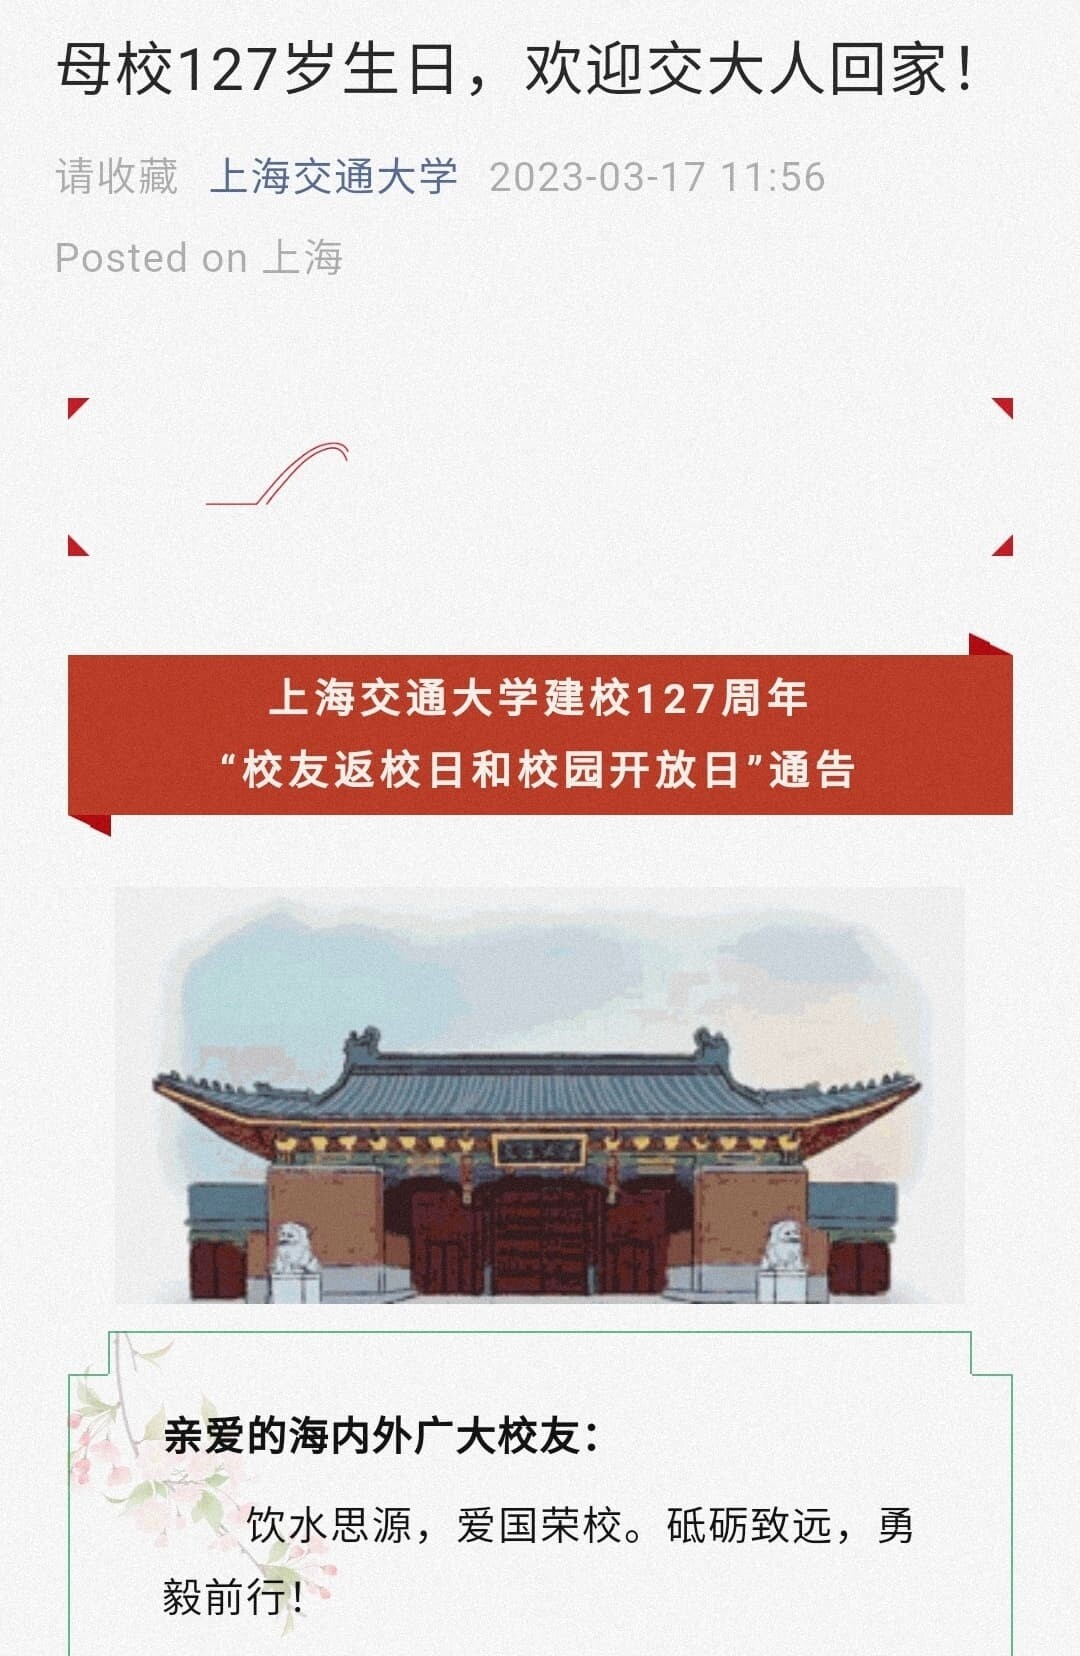 母校127岁生日，欢迎交大人回家！
请收藏 上海交通大学 2023-03-17 11:56
Posted on 上海
上海交通大学建校127周年
“校友返校日和校园开放日”通告
亲爱的海内外广大校友：
饮水思源，爱国荣校。砥砺致远，勇
毅前行！